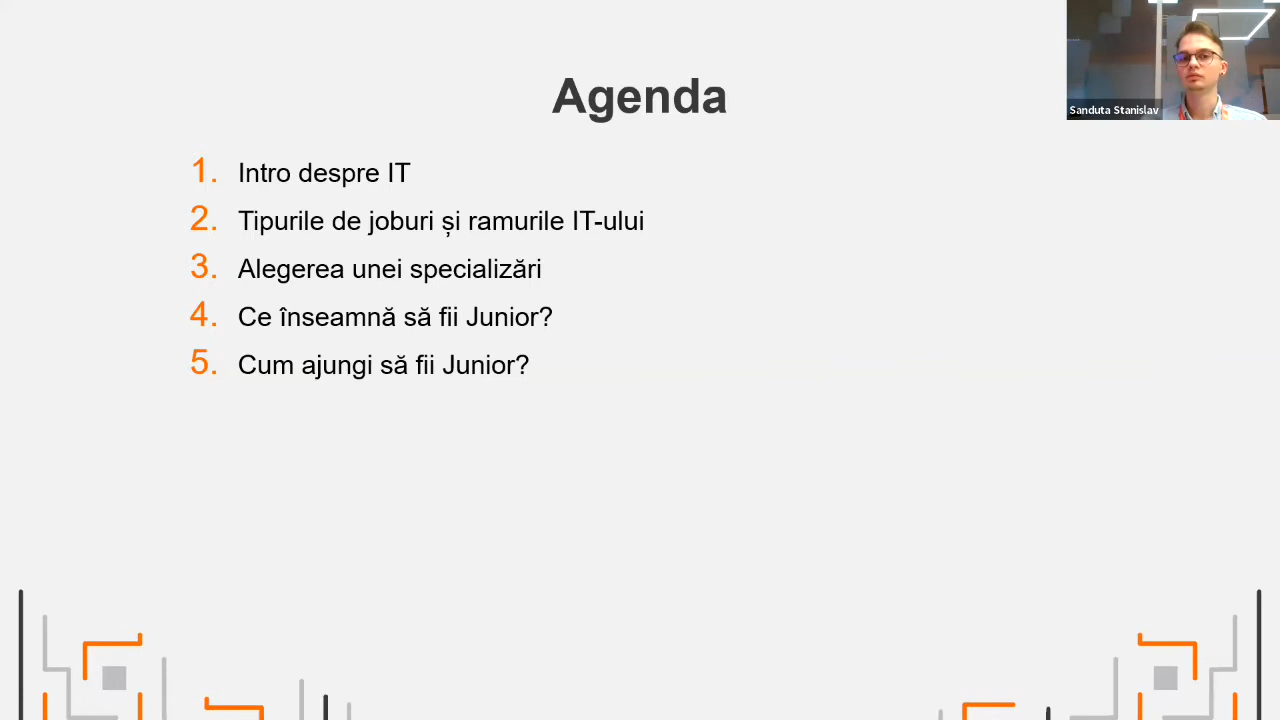 Agenda
Sanduta Stanislav
1. Intro despre IT
2. Tipurile de joburi și ramurile IT-ului
3. Alegerea unei specializări
4. Ce înseamnă să fii Junior?
5. Cum ajungi să fii Junior?